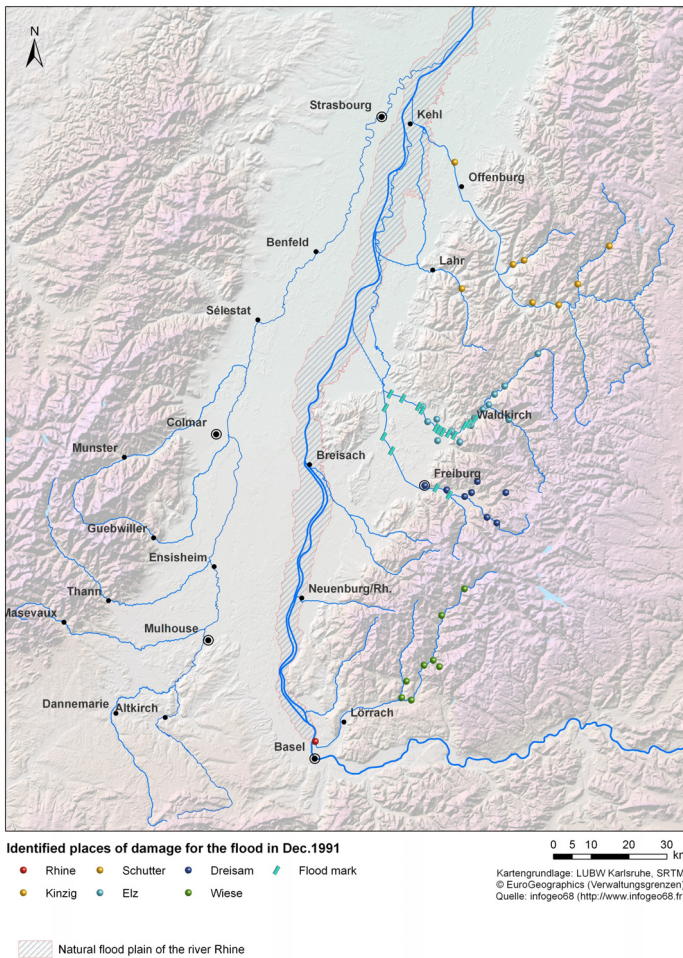 N
Strasbourg
Kehl
Offenburg
Benfeld
Lahr
Sélestat
Waldkirch
Colmar
Munster
Breisach
Freiburg
Guebwiller
Ensisheim
Thann
Neuenburg/Rh.
Masevaux
Mulhouse
Dannemarie
Altkirch
Lörrach
Basel
Identified places of damage for the flood in Dec.1991
Rhine Schutter Dreisam Flood mark
Kinzig Elz Wiese
Natural flood plain of the river Rhine
0 5 10 20 30
km
Kartengrundlage: LUBW Karlsruhe, SRTM
© EuroGeographics (Verwaltungsgrenzen)
Quelle: infogeo68 (http://www.infogeo68.fr